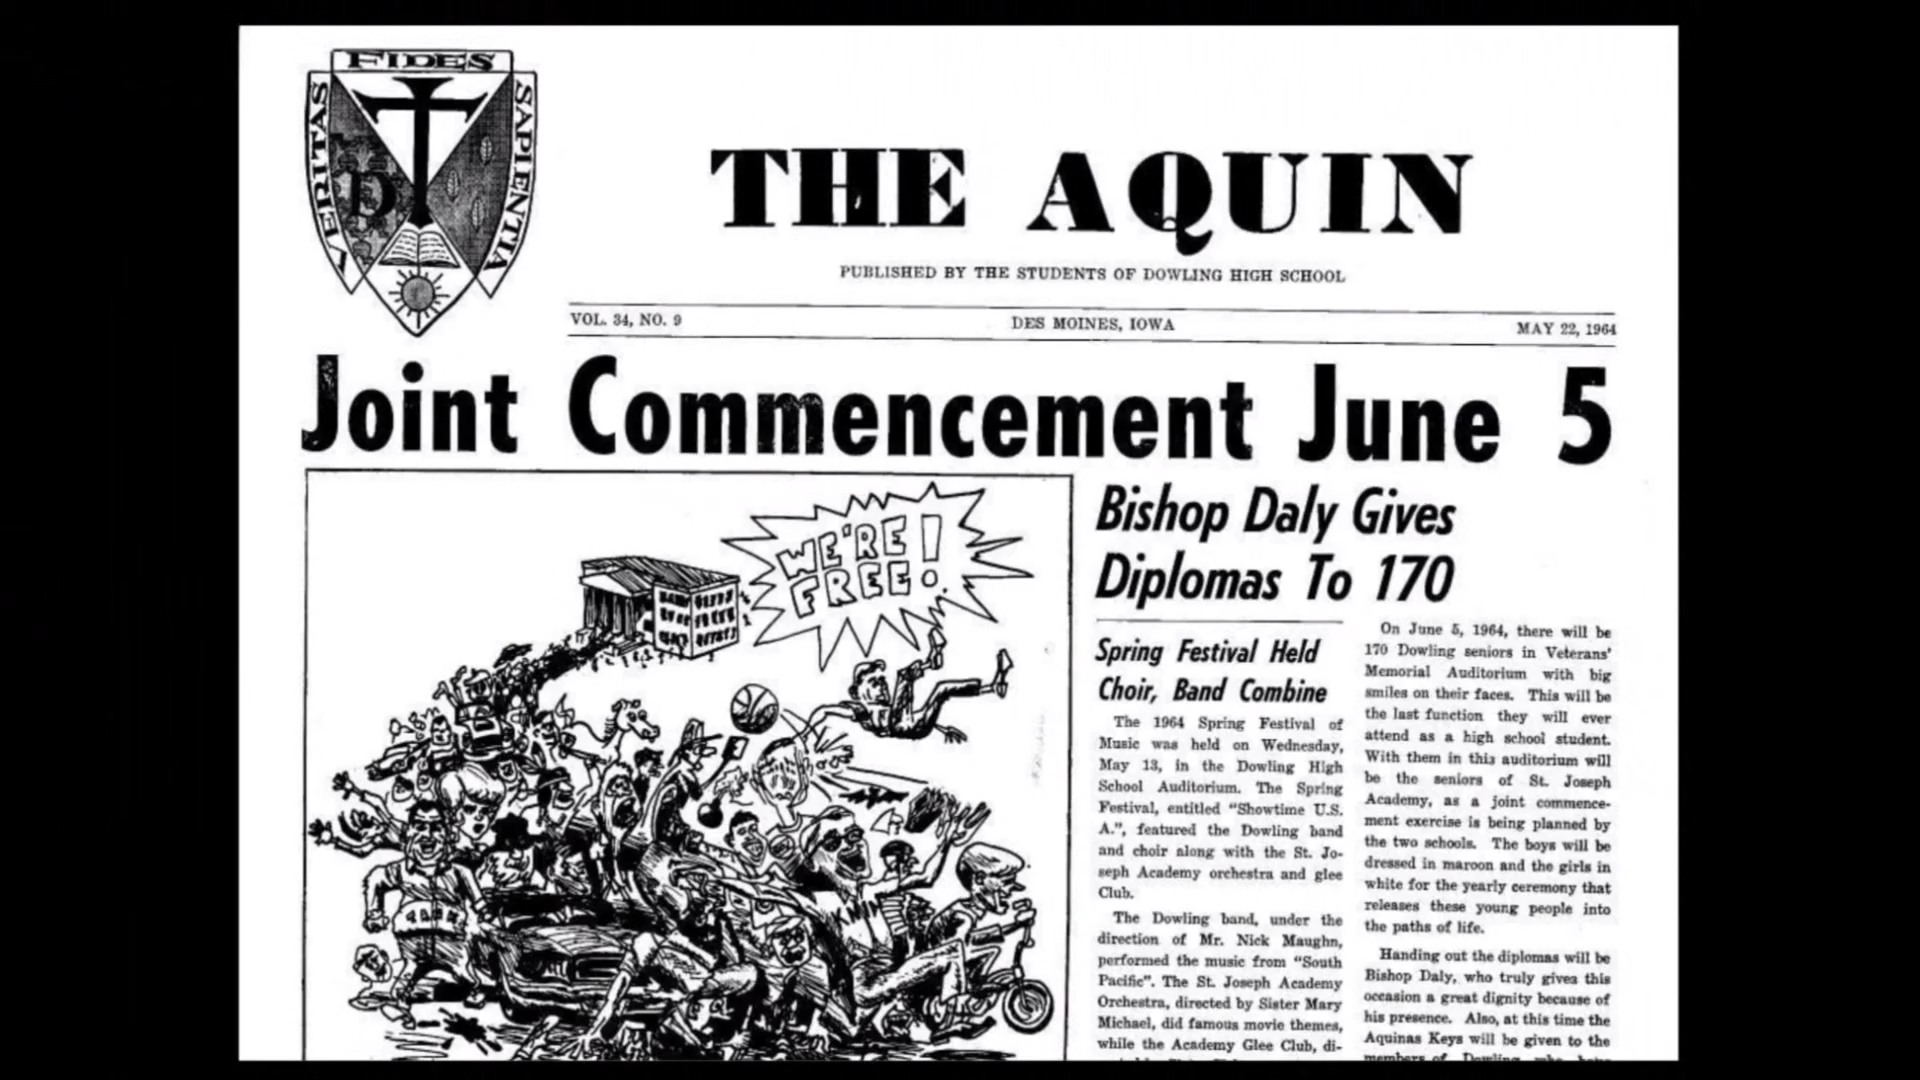 FIDES
VERITAS
SAPIENTIA
D
THE AQUIN
PUBLISHED BY THE STUDENTS OF DOWLING HIGH SCHOOL
VOL. 34, NO. 9 DES MOINES, IOWA MAY 22, 1964
Joint Commencement June 5
WE'RE
FREE!
Bishop Daly Gives
Diplomas To 170
Spring Festival Held
Choir, Band Combine
The 1964 Spring Festival of
Music was held on Wednesday,
May 13, in the Dowling High
School Auditorium. The Spring
Festival, entitled "Showtime U.S.
A.", featured the Dowling band
and choir along with the St. Jo-
seph Academy orchestra and glee
Club.
The Dowling band, under the
direction of Mr. Nick Maughn,
performed the music from "South
Pacific". The St. Joseph Academy
Orchestra, directed by Sister Mary
Michael, did famous movie themes,
while the Academy Glee Club, di-
On June 5, 1964, there will be
170 Dowling seniors in Veterans'
Memorial Auditorium with big
smiles on their faces. This will be
the last function they will ever
attend as a high school student.
With them in this auditorium will
be the seniors of St. Joseph
Academy, as a joint commence-
ment exercise is being planned by
the two schools. The boys will be
dressed in maroon and the girls in
white for the yearly ceremony that
releases these young people into
the paths of life.
Handing out the diplomas will be
Bishop Daly, who truly gives this
occasion a great dignity because of
his presence. Also, at this time the
Aquinas Keys will be given to the
members of Dowling who have